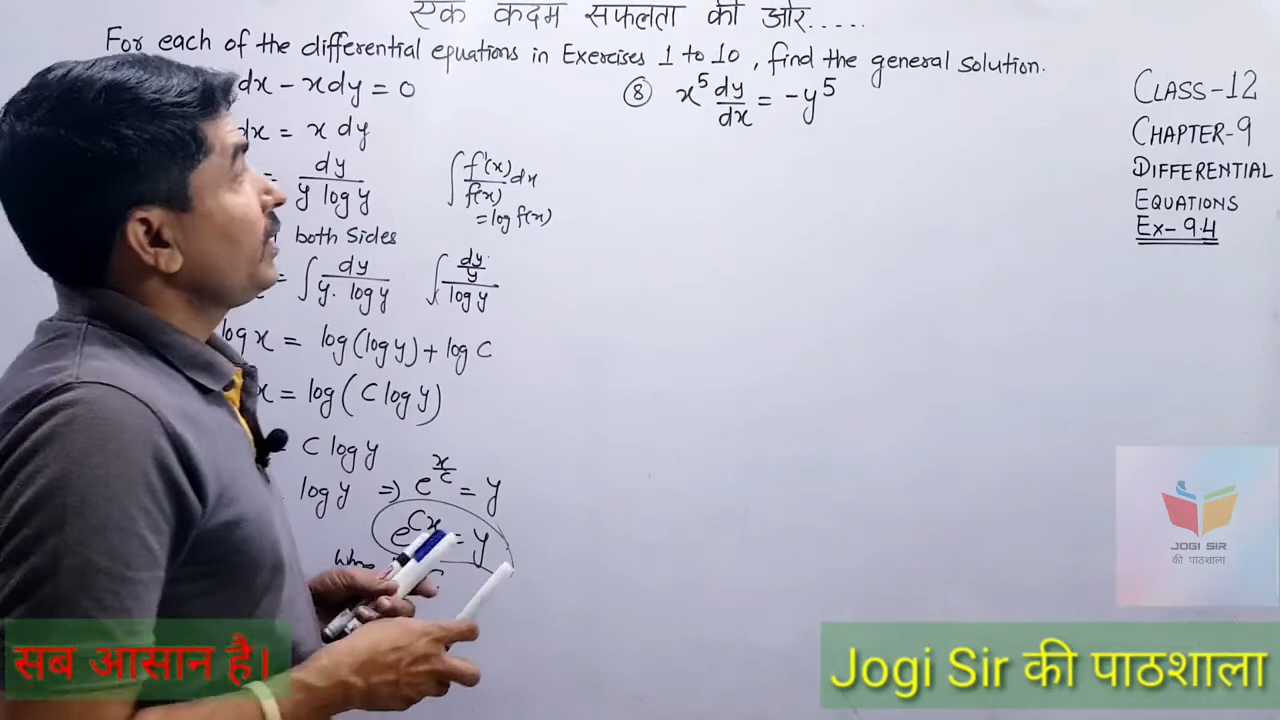 एक कदम सफलता की ओर.....
For each of the differential equations in Exercises 1 to 10, find the general solution.
dx - x dy = 0
dx = x dy
= dy / (y log y)
both Sides
= ∫ dy / (y. log y)
log x = log(log y) + log C
x = log(C log y)
C log y
log y ⇒ e^(x/c) = y
e^(Cx) = y
∫ f'(x)/f(x) dx
= log f(x)
∫ (dy/y) / log y
⑧ x⁵ dy/dx = -y⁵
CLASS-12
CHAPTER-9
DIFFERENTIAL
EQUATIONS
Ex-9.4
JOGI SIR
की पाठशाला
सब आसान है।
Jogi Sir की पाठशाला